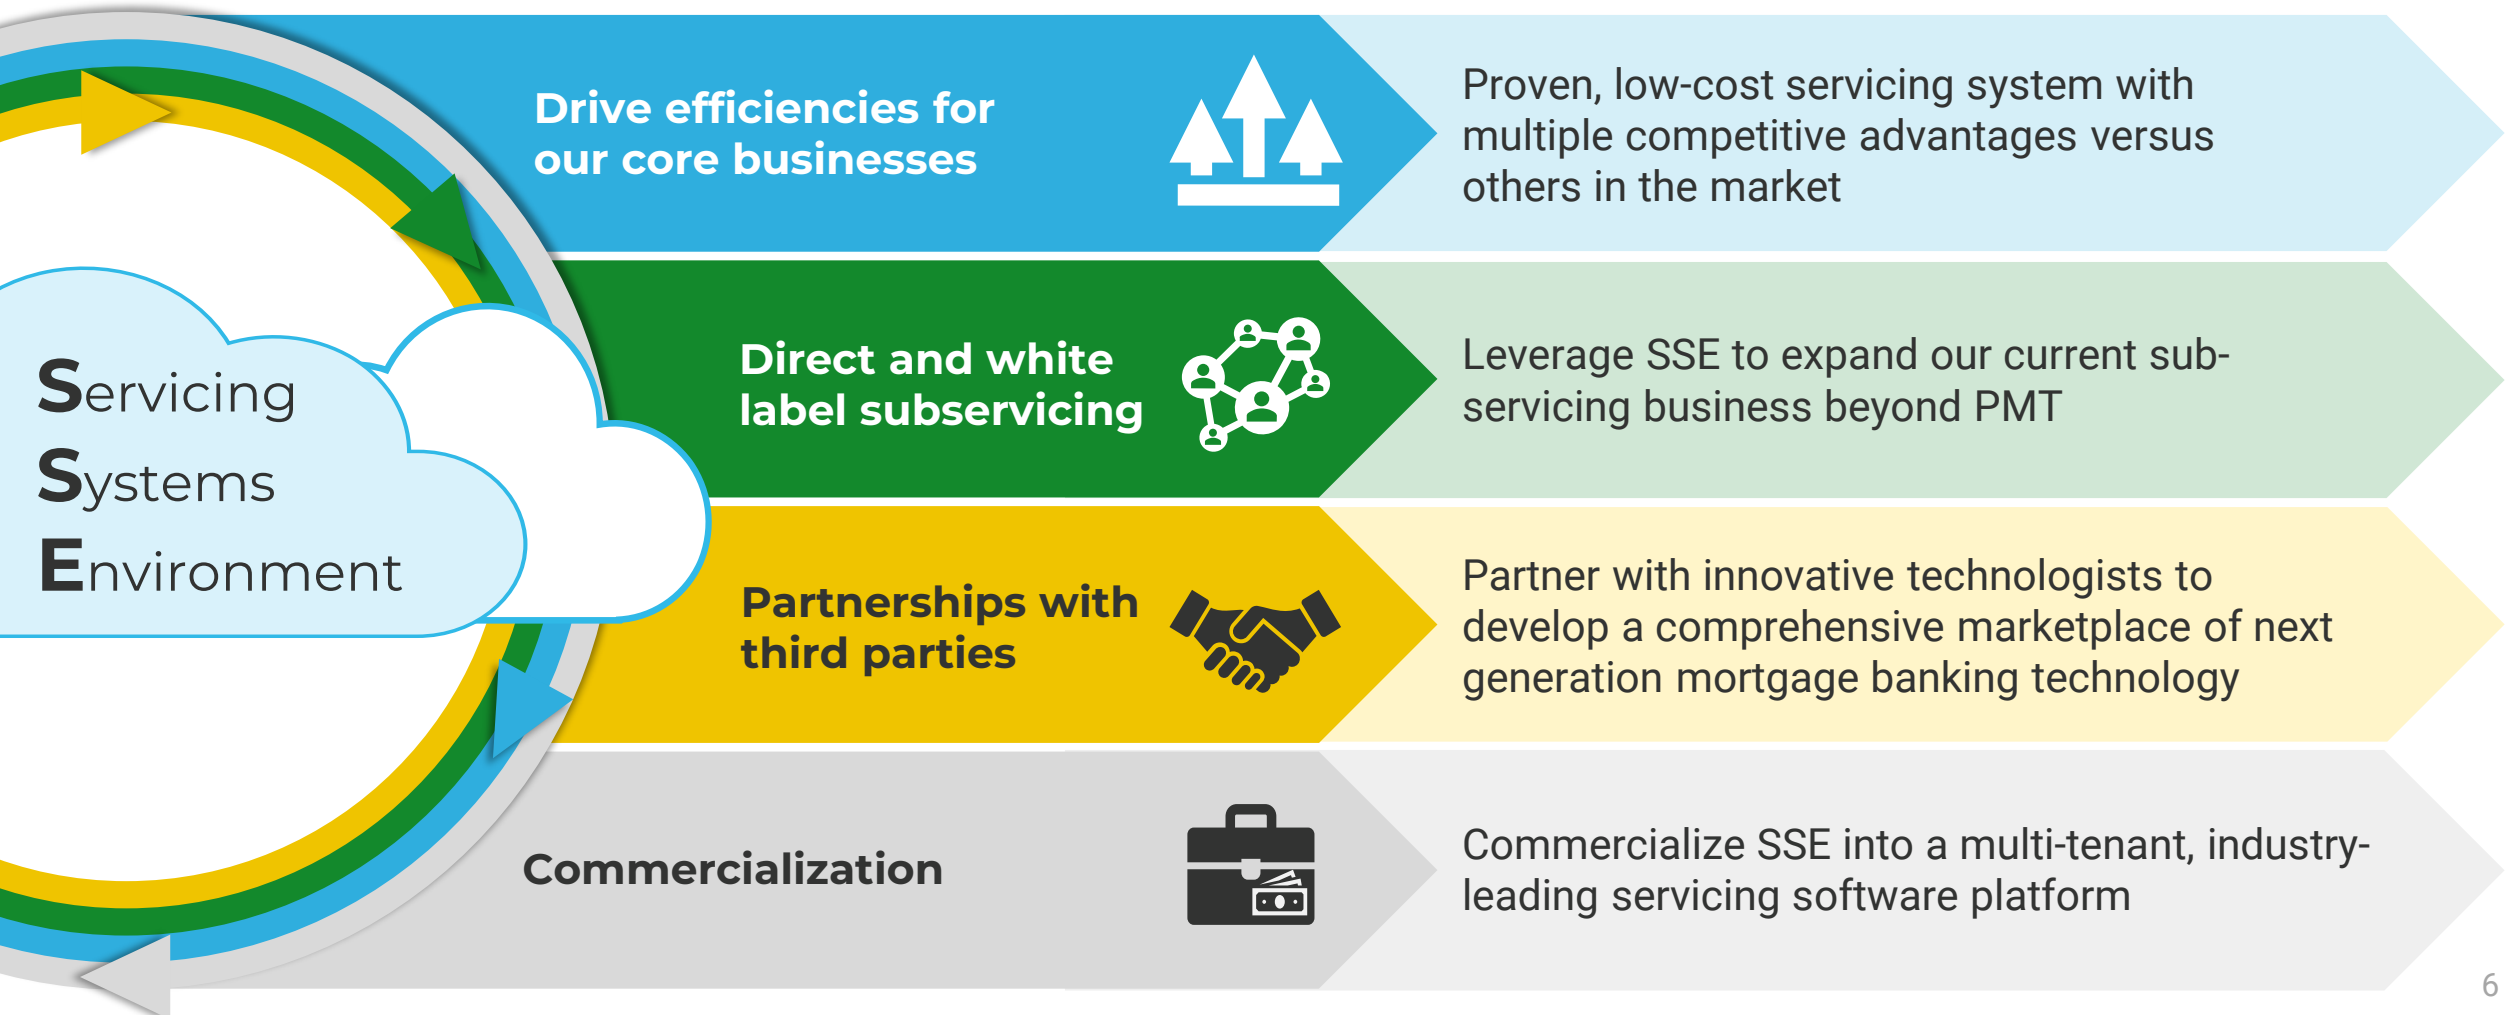 Servicing
Systems
Environment
Drive efficiencies for
our core businesses
Proven, low-cost servicing system with
multiple competitive advantages versus
others in the market
Direct and white
label subservicing
Leverage SSE to expand our current sub-
servicing business beyond PMT
Partnerships with
third parties
Partner with innovative technologists to
develop a comprehensive marketplace of next
generation mortgage banking technology
Commercialization
Commercialize SSE into a multi-tenant, industry-
leading servicing software platform
6